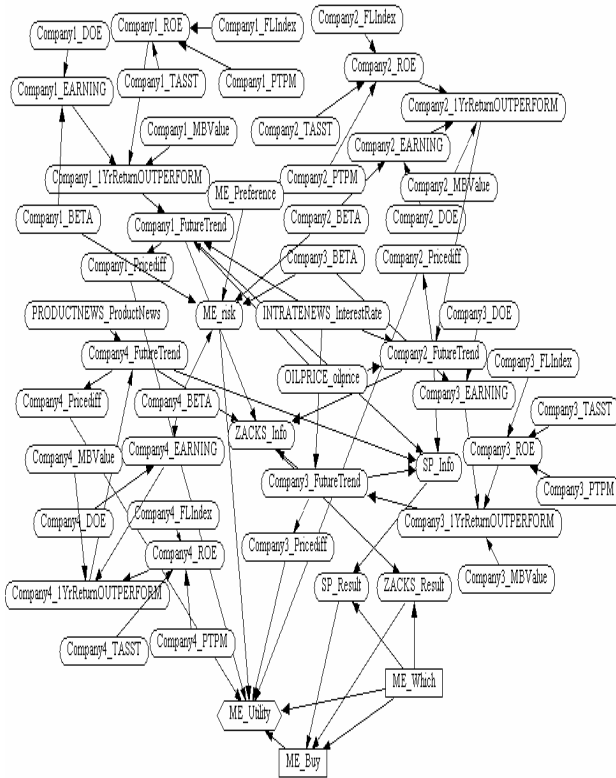 Company1_ROE
Company1_FLIndex
Company2_FLIndex
Company1_DOE
Company2_ROE
Company1_TASST
Company1_PTPM
Company1_EARNING
Company2_1YrReturnOUTPERFORM
Company1_MBValue
Company2_TASST
Company2_EARNING
Company1_1YrReturnOUTPERFORM
Company2_PTPM
Company2_MBValue
ME_Preference
Company1_BETA
Company1_FutureTrend
Company2_BETA
Company2_DOE
Company1_Pricediff
Company3_BETA
Company2_Pricediff
PRODUCTNEWS_ProductNews
ME_risk
INTRATENEWS_InterestRate
Company3_DOE
Company4_FutureTrend
Company2_FutureTrend
Company3_FLIndex
OILPRICE_oilprice
Company4_Pricediff
Company4_BETA
Company3_EARNING
Company3_TASST
ZACKS_Info
Company4_MBValue
Company4_EARNING
SP_Info
Company3_ROE
Company3_FutureTrend
Company3_PTPM
Company4_DOE
Company4_FLIndex
Company3_1YrReturnOUTPERFORM
Company4_ROE
Company3_Pricediff
Company4_1YrReturnOUTPERFORM
SP_Result
ZACKS_Result
Company3_MBValue
Company4_TASST
Company4_PTPM
ME_Which
ME_Utility
ME_Buy